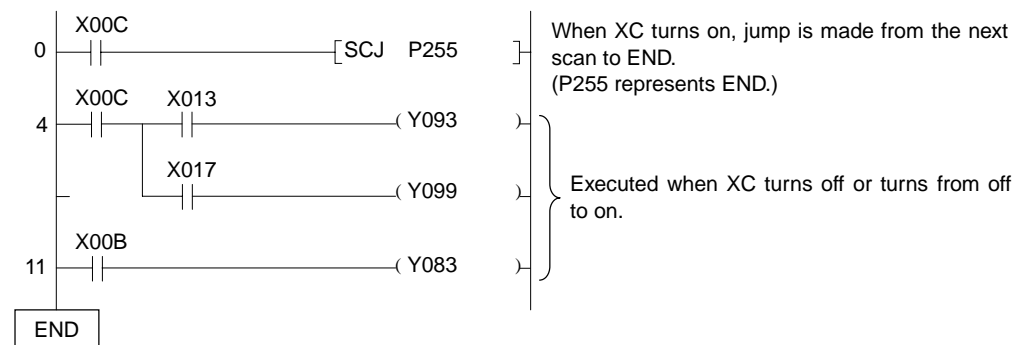 X00C
0 [SCJ P255 ]
When XC turns on, jump is made from the next
scan to END.
(P255 represents END.)
X00C X013
4 ( Y093 )
X017
( Y099 )
Executed when XC turns off or turns from off
to on.
X00B
11 ( Y083 )
END